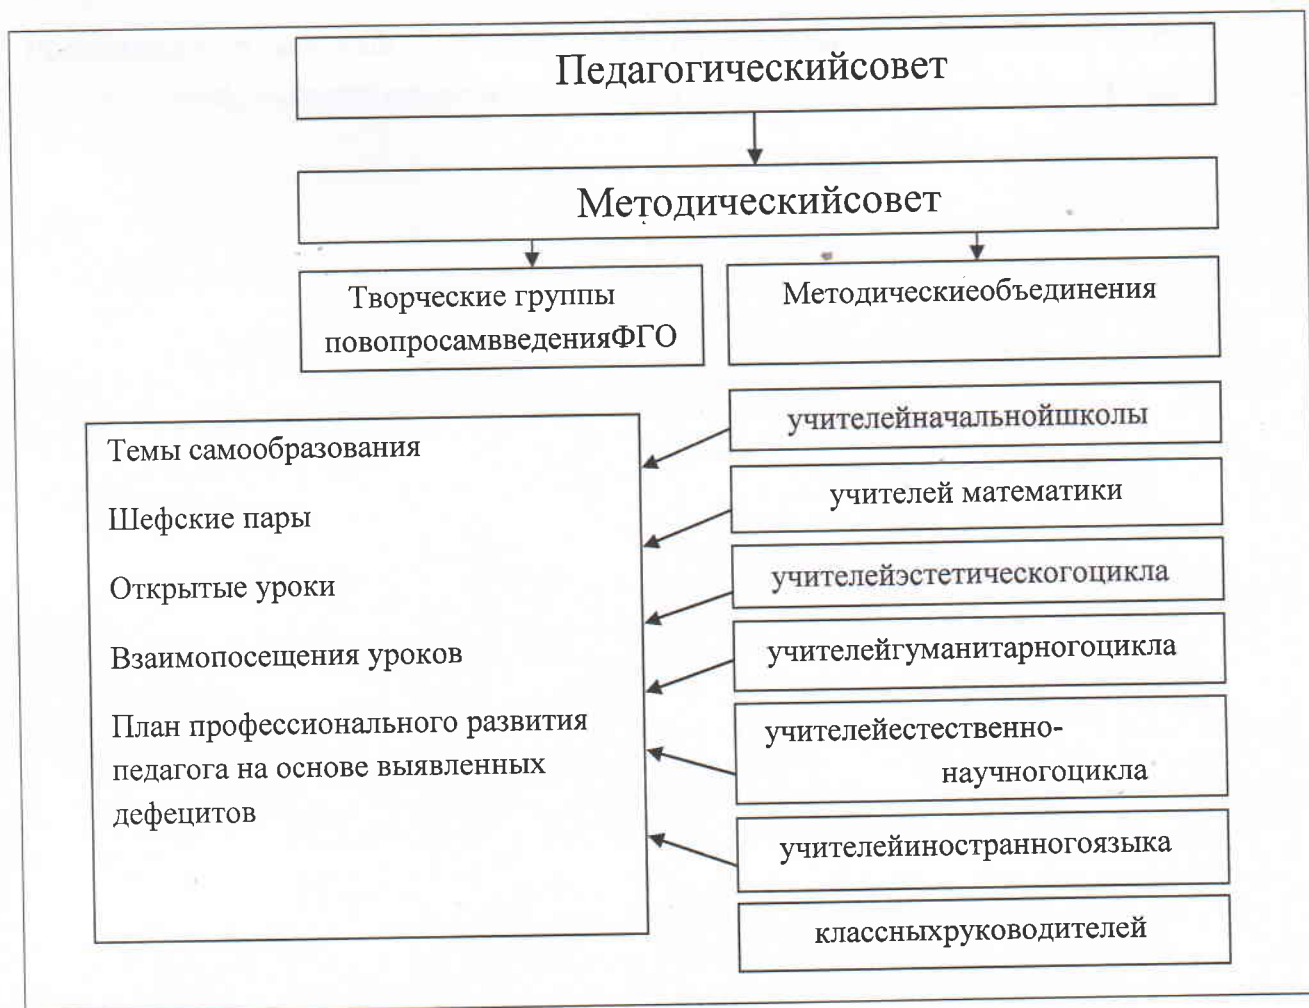 Педагогическийсовет
Методическийсовет
Творческие группы
повопросамвведенияФГО
Методическиеобъединения
Темы самообразования
Шефские пары
Открытые уроки
Взаимопосещения уроков
План профессионального развития
педагога на основе выявленных
дефецитов
учителейначальнойшколы
учителей математики
учителейэстетическогоцикла
учителейгуманитарногоцикла
учителейестественно-
научногоцикла
учителейиностранногоязыка
классныхруководителей